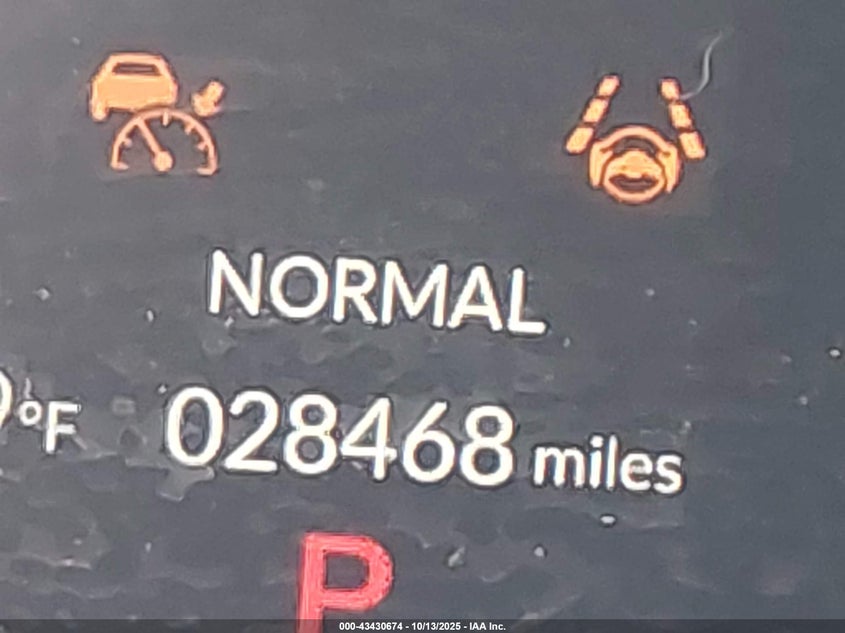 NORMAL
°F 028468 miles
P
000-43430674 - 10/13/2025 - IAA Inc.